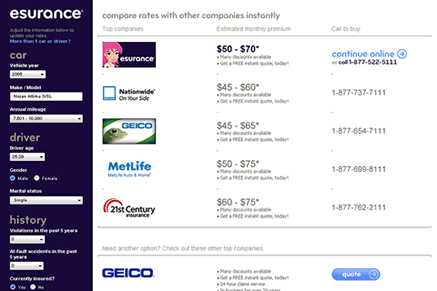 esurance®
Adjust the information below to
update your rates.
More than 1 car or driver?
car
Vehicle year
2005
Make / Model
Nissan Altima S/SL
Annual mileage
7,501 - 10,000
driver
Driver age
25-29
Gender
Male Female
Marital status
Single
history
Violations in the past 5 years
0
At fault accidents in the past
5 years
0
Currently insured?
Yes No
compare rates with other companies instantly
Top companies Estimated monthly premium Call to buy:
esurance®
$50 - $70*
• Many discounts available
• Get a FREE instant quote, today!
continue online
or call 1-877-522-5111
Nationwide®
On Your Side
$45 - $60*
• Many discounts available
• Get a FREE instant quote, today!
1-877-737-7111
GEICO
$45 - $65*
• Many discounts available
• Get a FREE instant quote, today!
1-877-654-7111
MetLife
MetLife Auto & Home®
$50 - $75*
• Many discounts available
• Get a FREE instant quote, today!
1-877-699-8111
21st Century
Insurance
$60 - $75*
• Many discounts available
• Get a FREE instant quote, today!
1-877-762-2111
Need another option? Check out these other top companies.
GEICO.
• Many discounts available
• Get a FREE instant quote, today!
• 24 hour claims service
quote